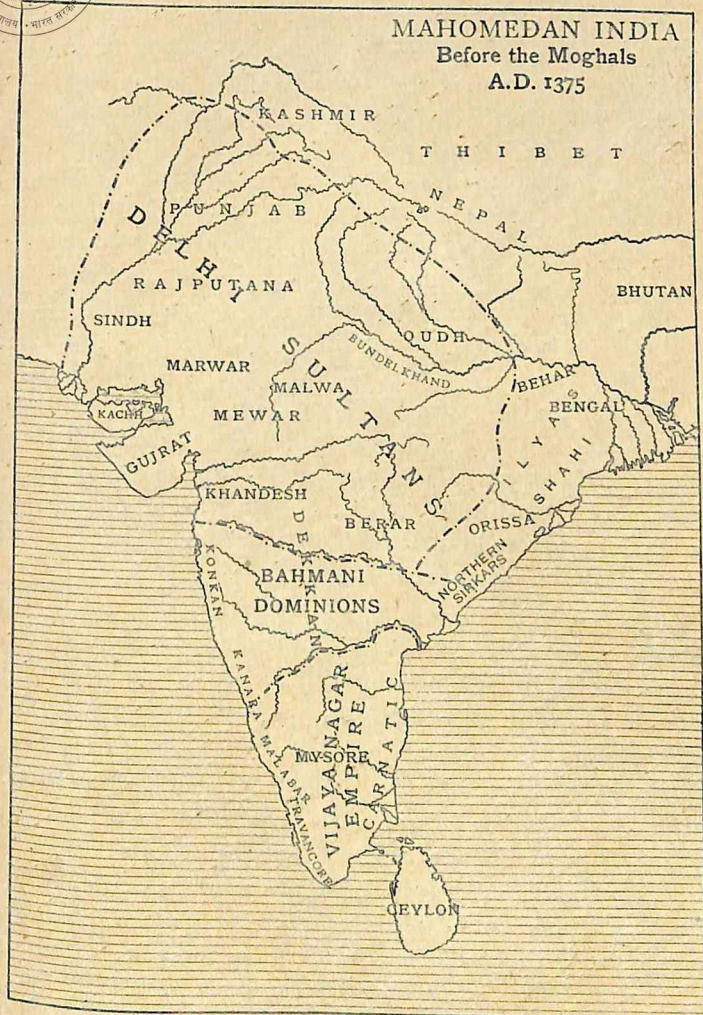 MAHOMEDAN INDIA
Before the Moghals
A.D. 1375
भारत सरका
KASHMIR
THIBET
NEPAL
PUNJAB
DELHI SULTANS
RAJPUTANA
BHUTAN
SINDH
OUDH
BUNDELKHAND
MARWAR
BEHAR
MALWA
KACHH
MEWAR
BENGAL
ILYAS SHAHI
GUJRAT
KHANDESH
DEKKAN
BERAR
ORISSA
NORTHERN
SIRKARS
KONKAN
BAHMANI
DOMINIONS
KANARA
VIJAYANAGAR
EMPIRE
CARNATIC
MYSORE
MALABAR
TRAVANCORE
CEYLON